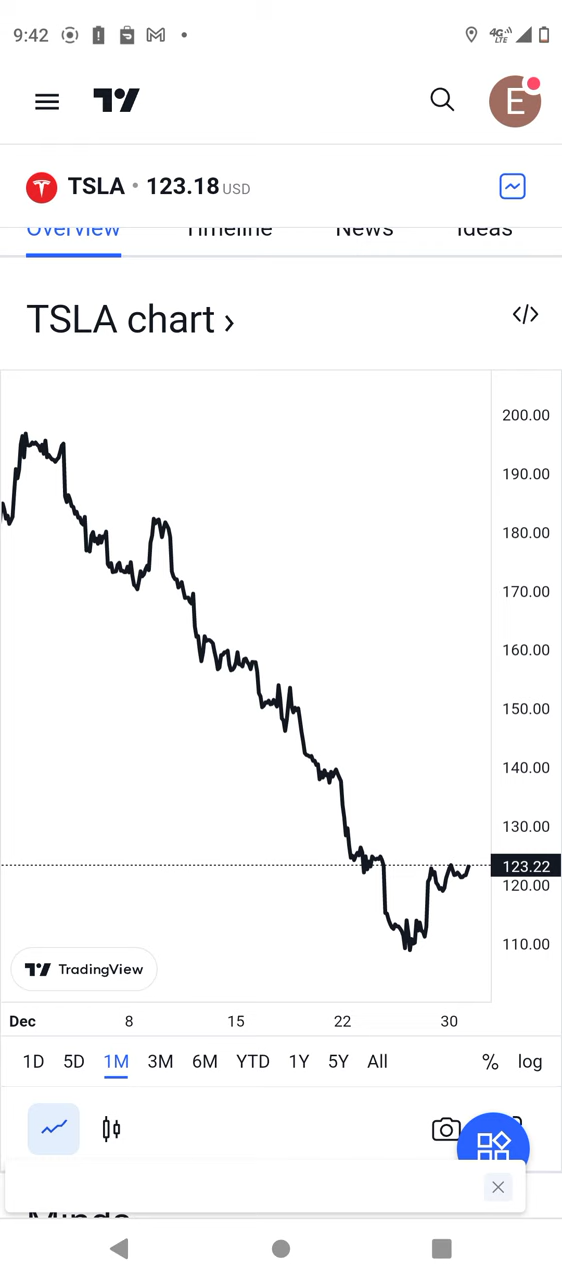 9:42 4G LTE
E
TSLA • 123.18 USD
Overview Timeline News Ideas
TSLA chart ›
200.00
190.00
180.00
170.00
160.00
150.00
140.00
130.00
123.22
120.00
110.00
TradingView
Dec 8 15 22 30
1D 5D 1M 3M 6M YTD 1Y 5Y All % log